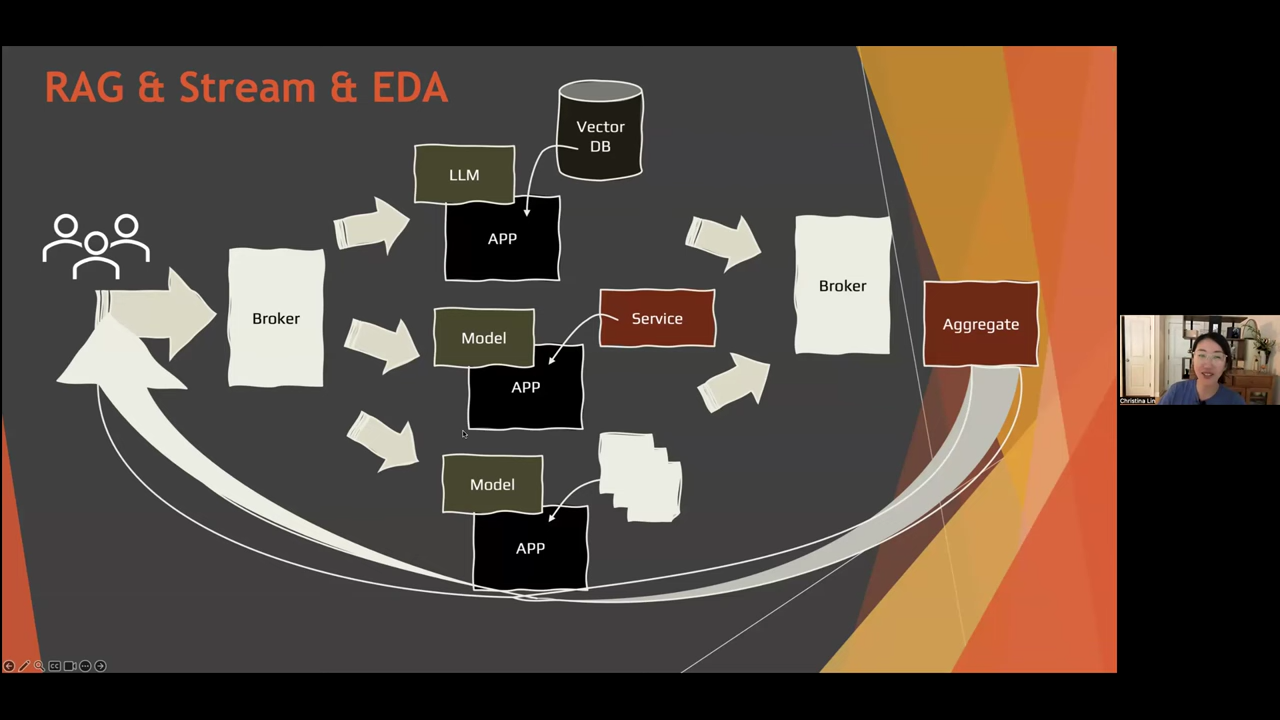 RAG & Stream & EDA
Vector
DB
LLM
APP
Broker
Service
Model
APP
Broker
Aggregate
Model
APP
Christina Lin